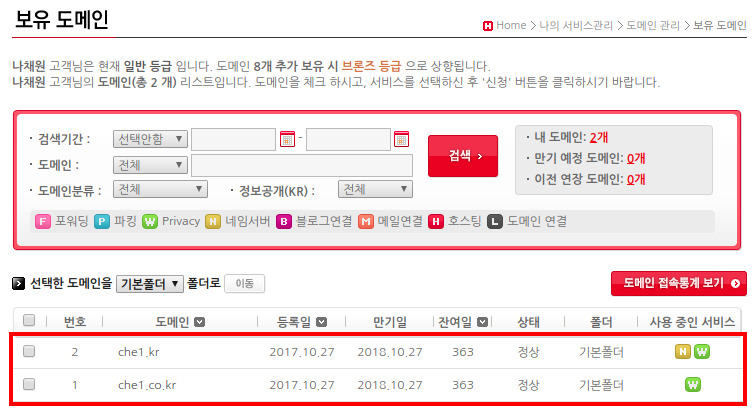 보유 도메인
H Home > 나의 서비스관리 > 도메인 관리 > 보유 도메인
나채원 고객님은 현재 일반 등급 입니다. 도메인 8개 추가 보유 시 브론즈 등급 으로 상향됩니다.
나채원 고객님의 도메인(총 2 개) 리스트입니다. 도메인을 체크 하시고, 서비스를 선택하신 후 '신청' 버튼을 클릭하시기 바랍니다.
· 검색기간 : 선택안함 - 검색 >
· 도메인 : 전체
· 도메인분류 : 전체 · 정보공개(KR) : 전체
· 내 도메인: 2개
· 만기 예정 도메인: 0개
· 이전 연장 도메인: 0개
F 포워딩 P 파킹 W Privacy N 네임서버 B 블로그연결 M 메일연결 H 호스팅 L 도메인 연결
선택한 도메인을 기본폴더 폴더로 이동 도메인 접속통계 보기
번호 도메인 등록일 만기일 잔여일 상태 폴더 사용 중인 서비스
2 che1.kr 2017.10.27 2018.10.27 363 정상 기본폴더 N W
1 che1.co.kr 2017.10.27 2018.10.27 363 정상 기본폴더 W